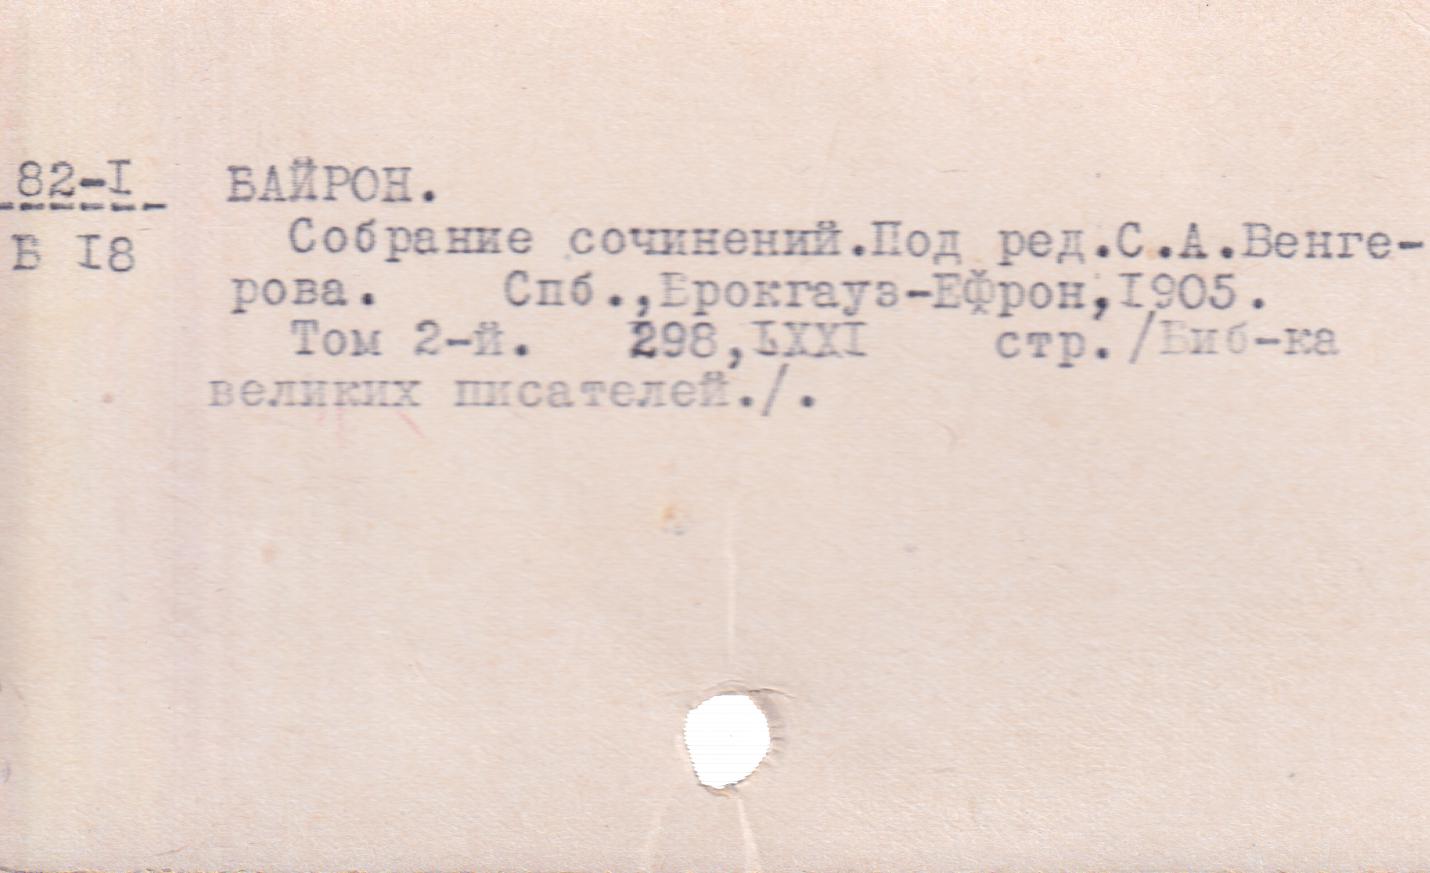 82-I БАЙРОН.
Б I8 Собрание сочинений.Под ред.С.А.Венге-
рова. Спб.,Брокгауз-Ефрон,I905.
Том 2-й. 298,LXXI стр./Биб-ка
великих писателей./.